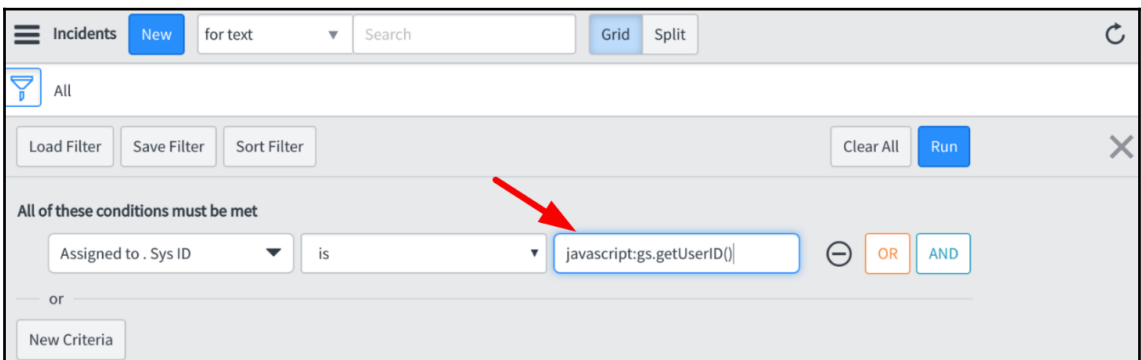 Incidents New for text Search Grid Split
All
Load Filter Save Filter Sort Filter Clear All Run
All of these conditions must be met
Assigned to . Sys ID is javascript:gs.getUserID() OR AND
or
New Criteria